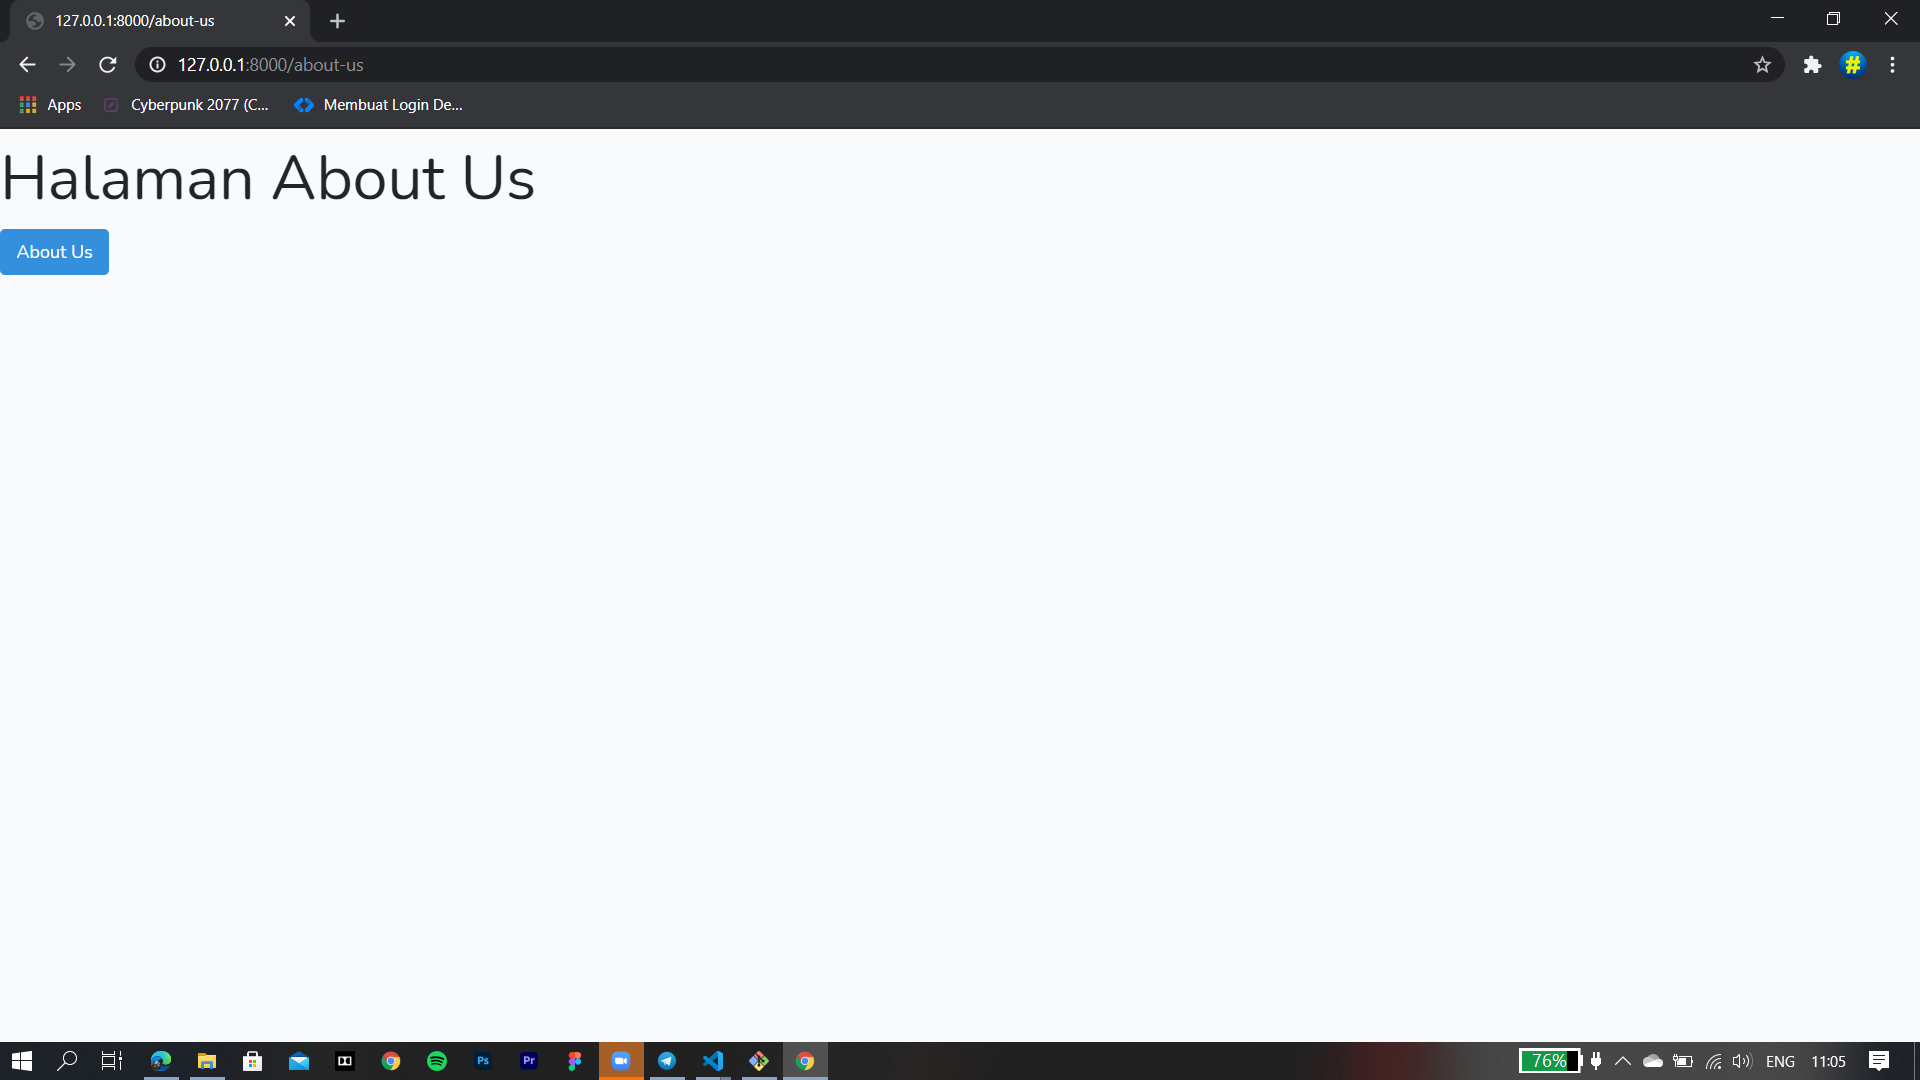 127.0.0.1:8000/about-us
127.0.0.1:8000/about-us
Apps
Cyberpunk 2077 (C...
Membuat Login De...
Halaman About Us
About Us
Ps
Pr
76%
ENG
11:05